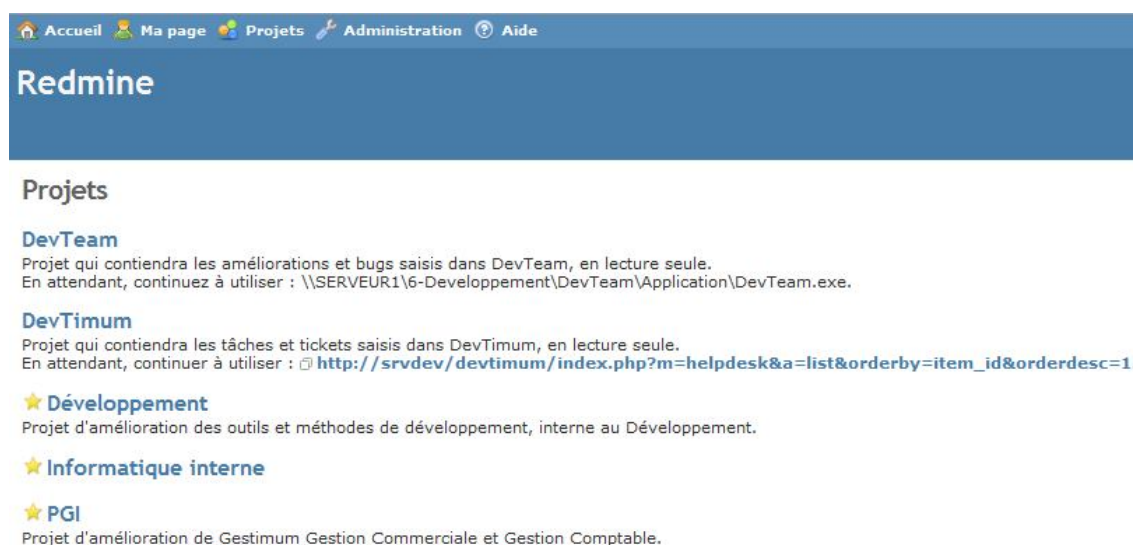 Accueil Ma page Projets Administration Aide
Redmine
Projets
DevTeam
Projet qui contiendra les améliorations et bugs saisis dans DevTeam, en lecture seule.
En attendant, continuez à utiliser : \\SERVEUR1\6-Developpement\DevTeam\Application\DevTeam.exe.
DevTimum
Projet qui contiendra les tâches et tickets saisis dans DevTimum, en lecture seule.
En attendant, continuer à utiliser : http://srvdev/devtimum/index.php?m=helpdesk&a=list&orderby=item_id&orderdesc=1
Développement
Projet d'amélioration des outils et méthodes de développement, interne au Développement.
Informatique interne
PGI
Projet d'amélioration de Gestimum Gestion Commerciale et Gestion Comptable.